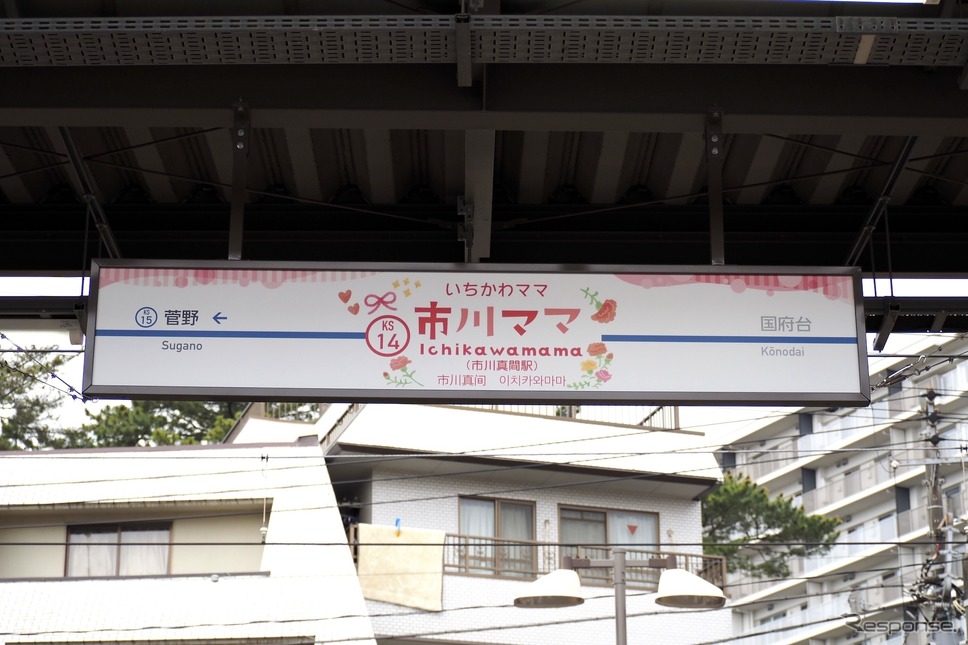 いちかわママ
KS
15
菅野 ←
Sugano
KS
14
市川ママ
Ichikawamama
(市川真間駅)
市川真间 이치카와마마
国府台
Kōnodai
Response.